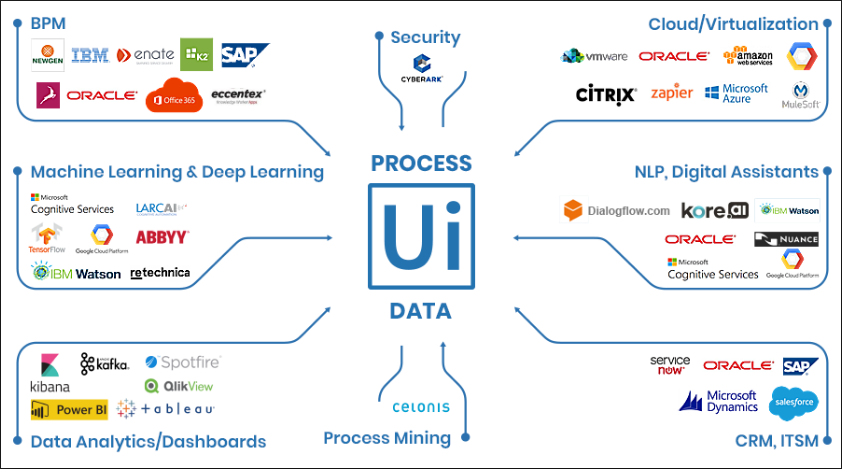 BPM
NEWGEN
IBM
enate
K2
SAP
ORACLE
Office 365
eccentex
Security
CYBERARK
Cloud/Virtualization
vmware
ORACLE
amazon
web services
CITRIX
zapier
Microsoft
Azure
MuleSoft
Machine Learning & Deep Learning
Microsoft
Cognitive Services
LARCAI
TensorFlow
Google Cloud Platform
ABBYY
IBM Watson
retechnica
PROCESS
Ui
DATA
NLP, Digital Assistants
Dialogflow.com
kore.ai
IBM Watson
ORACLE
NUANCE
Microsoft
Cognitive Services
Google Cloud Platform
kibana
kafka
Spotfire
QlikView
Power BI
+ a b l e a u
Data Analytics/Dashboards
celonis
Process Mining
service
now
ORACLE
SAP
Microsoft
Dynamics
salesforce
CRM, ITSM